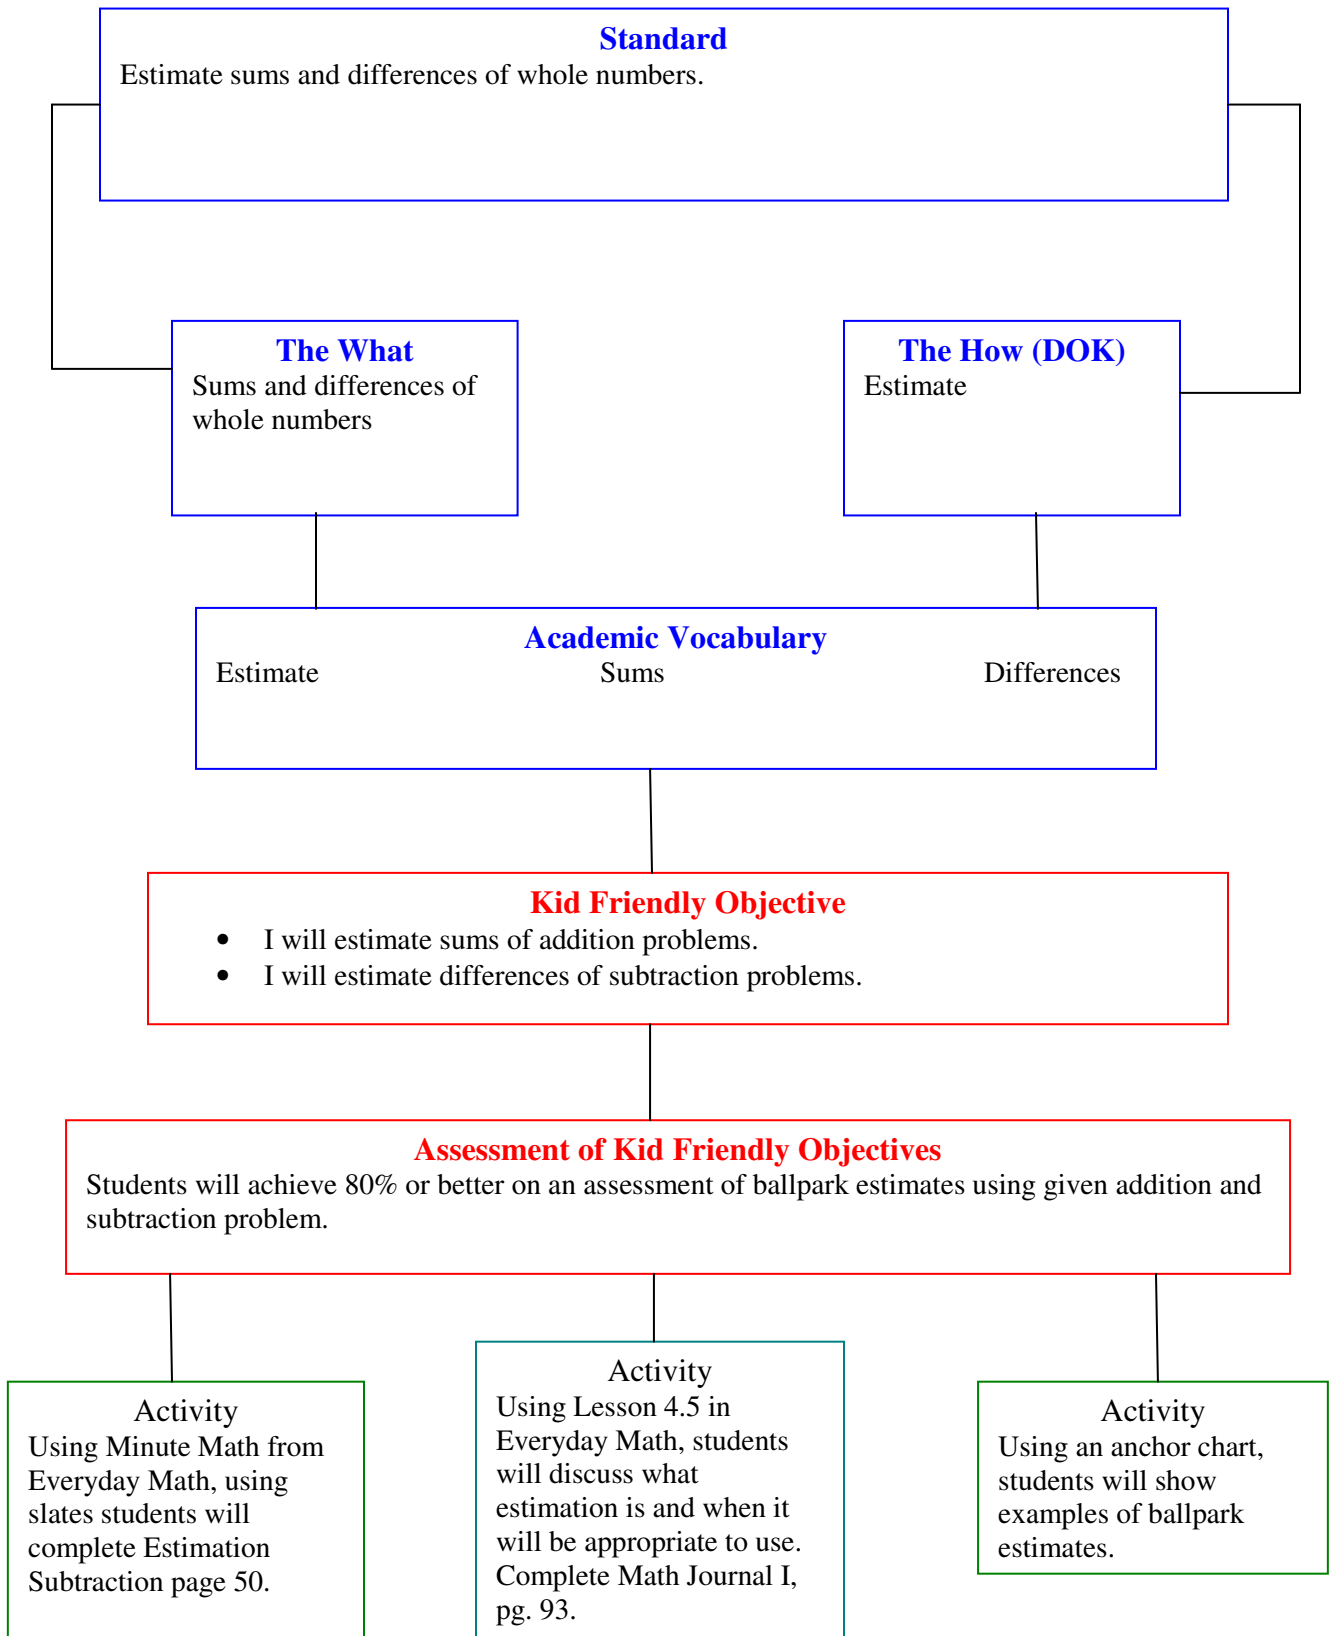 Standard
Estimate sums and differences of whole numbers.
The What
Sums and differences of
whole numbers
The How (DOK)
Estimate
Academic Vocabulary
Estimate Sums Differences
Kid Friendly Objective
• I will estimate sums of addition problems.
• I will estimate differences of subtraction problems.
Assessment of Kid Friendly Objectives
Students will achieve 80% or better on an assessment of ballpark estimates using given addition and
subtraction problem.
Activity
Using Minute Math from
Everyday Math, using
slates students will
complete Estimation
Subtraction page 50.
Activity
Using Lesson 4.5 in
Everyday Math, students
will discuss what
estimation is and when it
will be appropriate to use.
Complete Math Journal I,
pg. 93.
Activity
Using an anchor chart,
students will show
examples of ballpark
estimates.